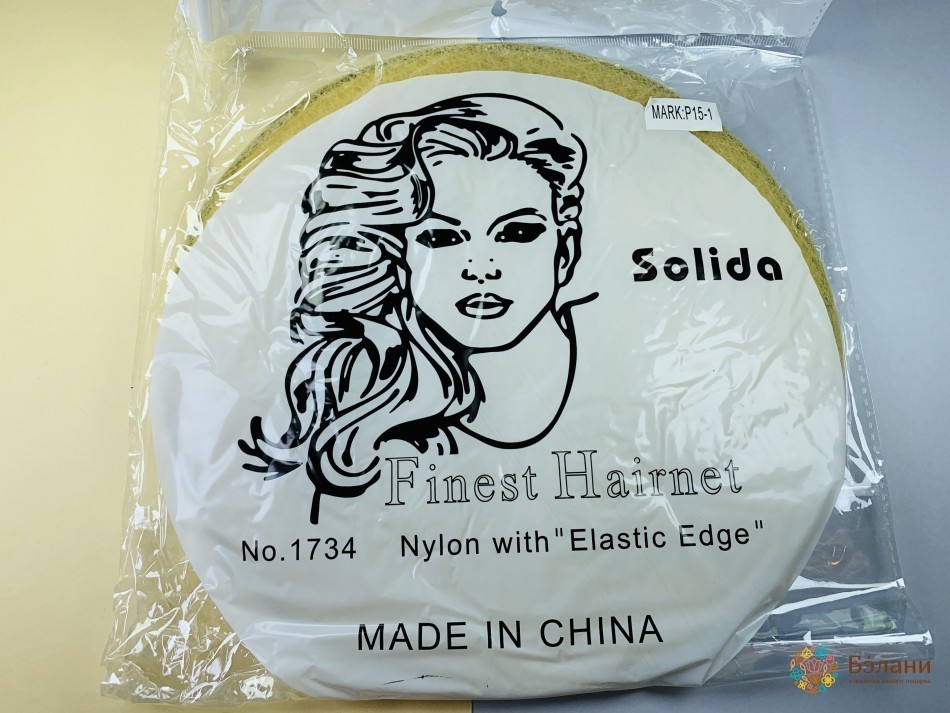 MARK:P15-1
Solida
Finest Hairnet
No.1734 Nylon with "Elastic Edge"
MADE IN CHINA
Бэлани